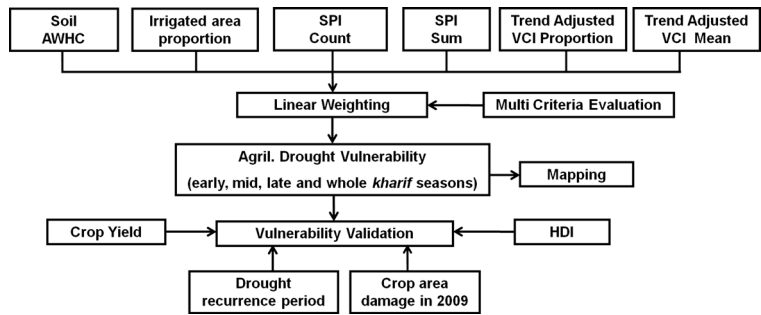 Soil
AWHC
Irrigated area
proportion
SPI
Count
SPI
Sum
Trend Adjusted
VCI Proportion
Trend Adjusted
VCI Mean
Linear Weighting
Multi Criteria Evaluation
Agril. Drought Vulnerability
(early, mid, late and whole kharif seasons)
Mapping
Crop Yield
Vulnerability Validation
HDI
Drought
recurrence period
Crop area
damage in 2009